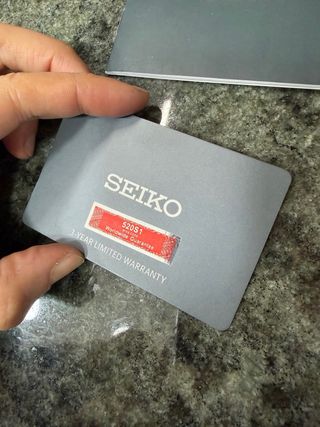 SEIKO
520S1
Worldwide Guarantee
3-YEAR LIMITED WARRANTY